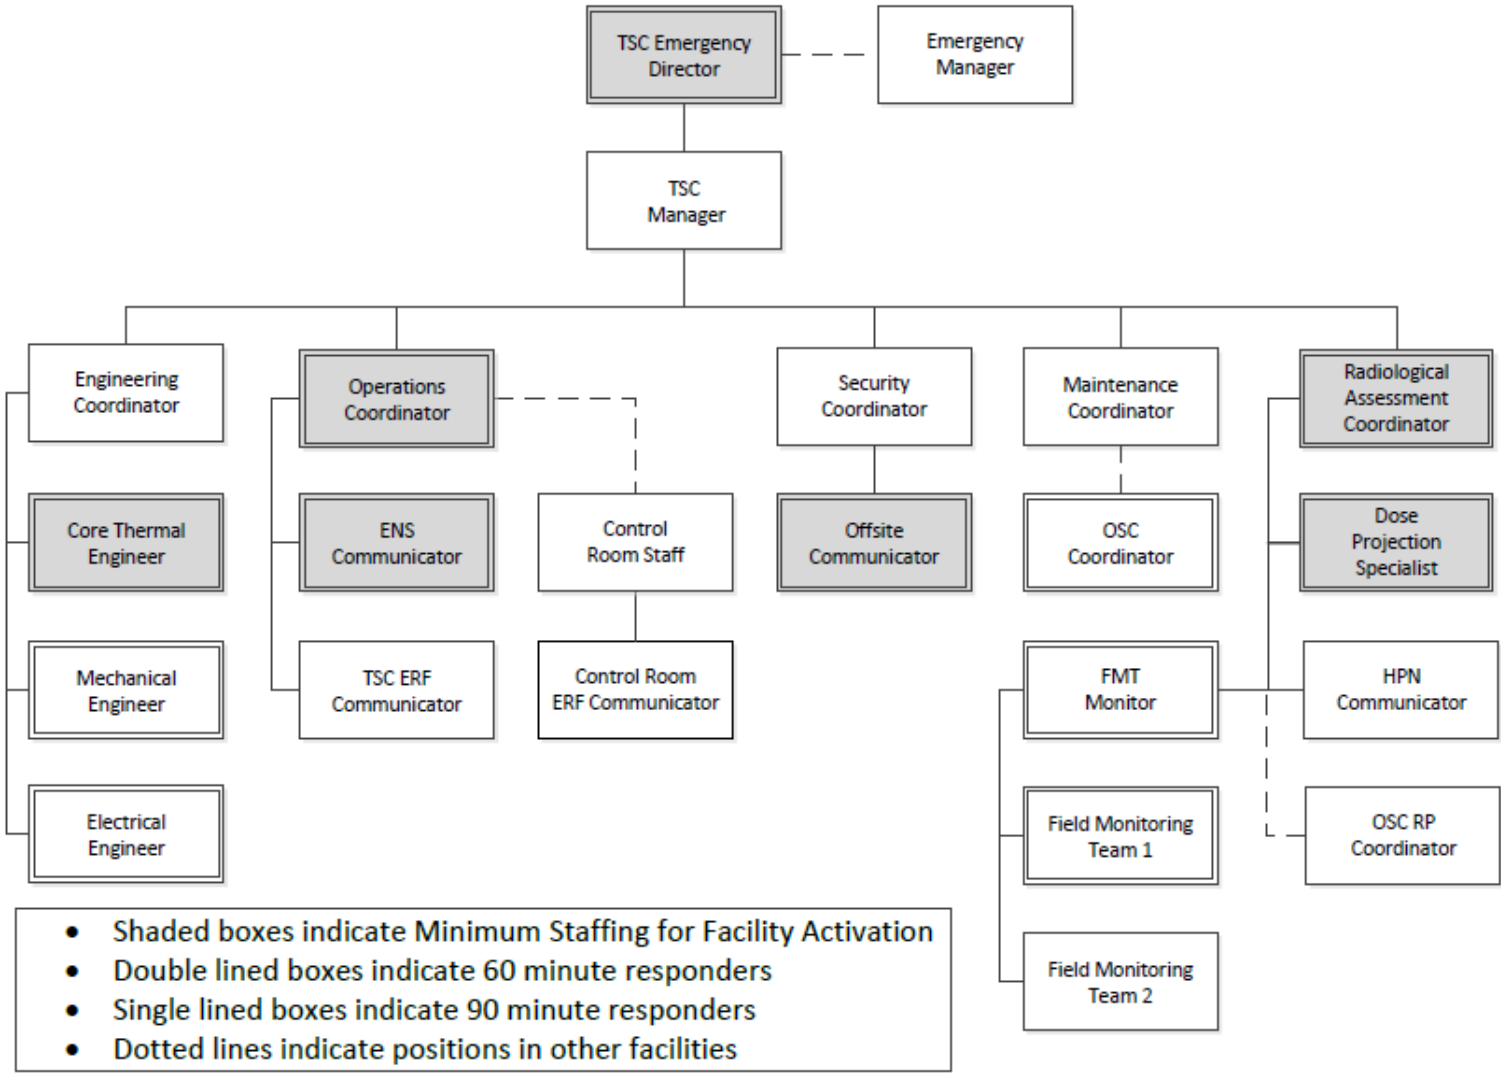 TSC Emergency
Director
Emergency
Manager
TSC
Manager
Engineering
Coordinator
Operations
Coordinator
Security
Coordinator
Maintenance
Coordinator
Radiological
Assessment
Coordinator
Core Thermal
Engineer
ENS
Communicator
Control
Room Staff
Offsite
Communicator
OSC
Coordinator
Dose
Projection
Specialist
Mechanical
Engineer
TSC ERF
Communicator
Control Room
ERF Communicator
FMT
Monitor
HPN
Communicator
Electrical
Engineer
Field Monitoring
Team 1
OSC RP
Coordinator
Field Monitoring
Team 2
• Shaded boxes indicate Minimum Staffing for Facility Activation
• Double lined boxes indicate 60 minute responders
• Single lined boxes indicate 90 minute responders
• Dotted lines indicate positions in other facilities